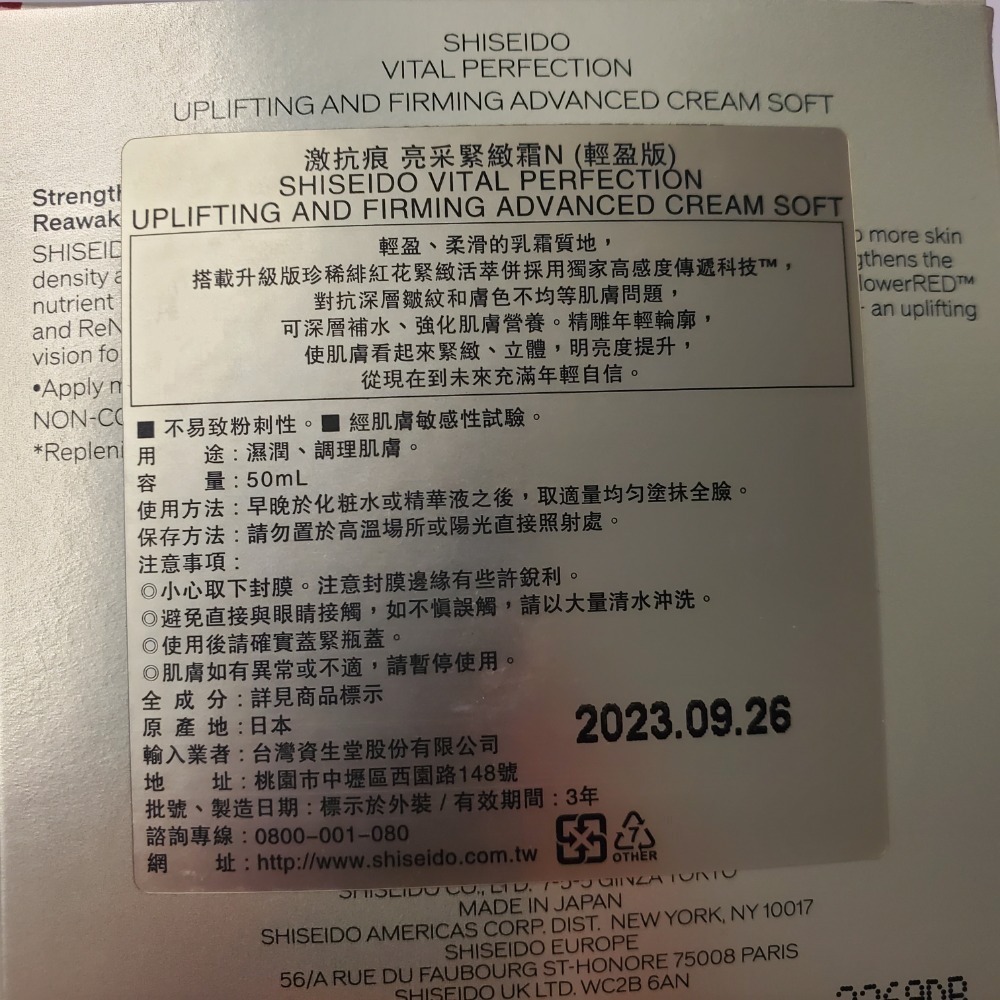 SHISEIDO
VITAL PERFECTION
UPLIFTING AND FIRMING ADVANCED CREAM SOFT
激抗痕 亮采緊緻霜N (輕盈版)
SHISEIDO VITAL PERFECTION
UPLIFTING AND FIRMING ADVANCED CREAM SOFT
輕盈、柔滑的乳霜質地，
搭載升級版珍稀緋紅花緊緻活萃併採用獨家高感度傳遞科技™，
對抗深層皺紋和膚色不均等肌膚問題，
可深層補水、強化肌膚營養。精雕年輕輪廓，
使肌膚看起來緊緻、立體，明亮度提升，
從現在到未來充滿年輕自信。
■ 不易致粉刺性。■ 經肌膚敏感性試驗。
用 途：濕潤、調理肌膚。
容 量：50mL
使用方法：早晚於化粧水或精華液之後，取適量均勻塗抹全臉。
保存方法：請勿置於高溫場所或陽光直接照射處。
注意事項：
◎小心取下封膜。注意封膜邊緣有些許銳利。
◎避免直接與眼睛接觸，如不慎誤觸，請以大量清水沖洗。
◎使用後請確實蓋緊瓶蓋。
◎肌膚如有異常或不適，請暫停使用。
全 成 分：詳見商品標示
原 產 地：日本
2023.09.26
輸入業者：台灣資生堂股份有限公司
地 址：桃園市中壢區西園路148號
批號、製造日期：標示於外裝 / 有效期間：3年
諮詢專線：0800-001-080
網 址：http://www.shiseido.com.tw
7
OTHER
Reawak
SHISEID
density
nutrient
and ReN
vision fo
•Apply m
NON-CO
*Repleni
more skin
gthens the
lowerRED™
- an uplifting
SHISEIDO CO., LTD. 7-5-5 GINZA TOKYO
MADE IN JAPAN
SHISEIDO AMERICAS CORP. DIST. NEW YORK, NY 10017
SHISEIDO EUROPE
56/A RUE DU FAUBOURG ST-HONORE 75008 PARIS
SHISEIDO UK LTD. WC2B 6AN